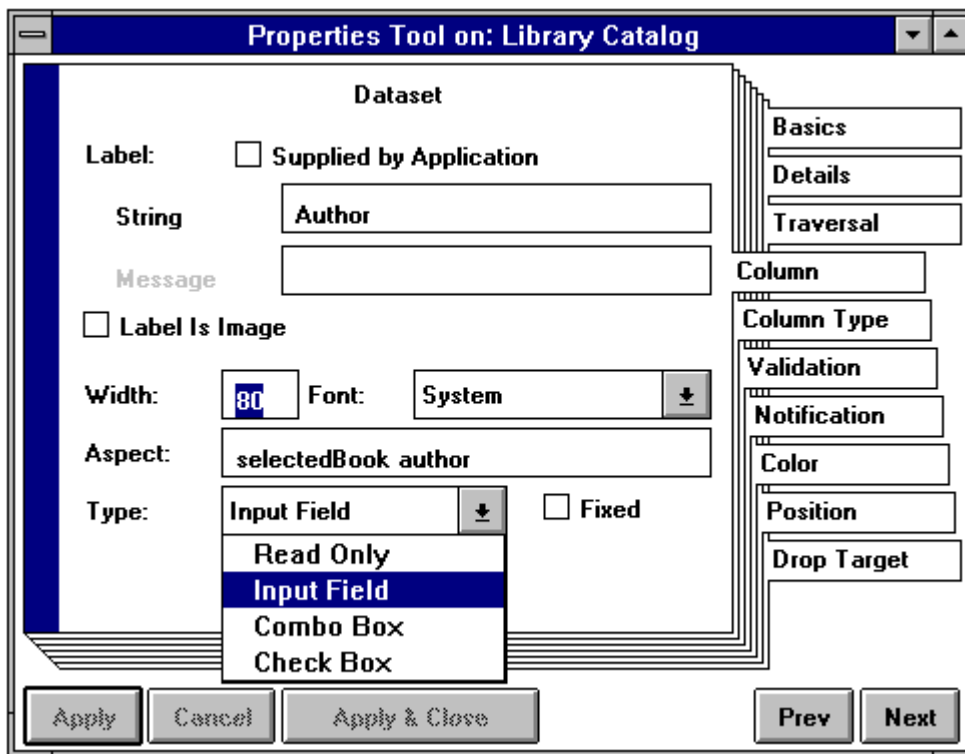 Properties Tool on: Library Catalog
Dataset
Label: Supplied by Application
String Author
Message
Label Is Image
Width: 80 Font: System
Aspect: selectedBook author
Type: Input Field Fixed
Read Only
Input Field
Combo Box
Check Box
Basics
Details
Traversal
Column
Column Type
Validation
Notification
Color
Position
Drop Target
Apply Cancel Apply & Close Prev Next